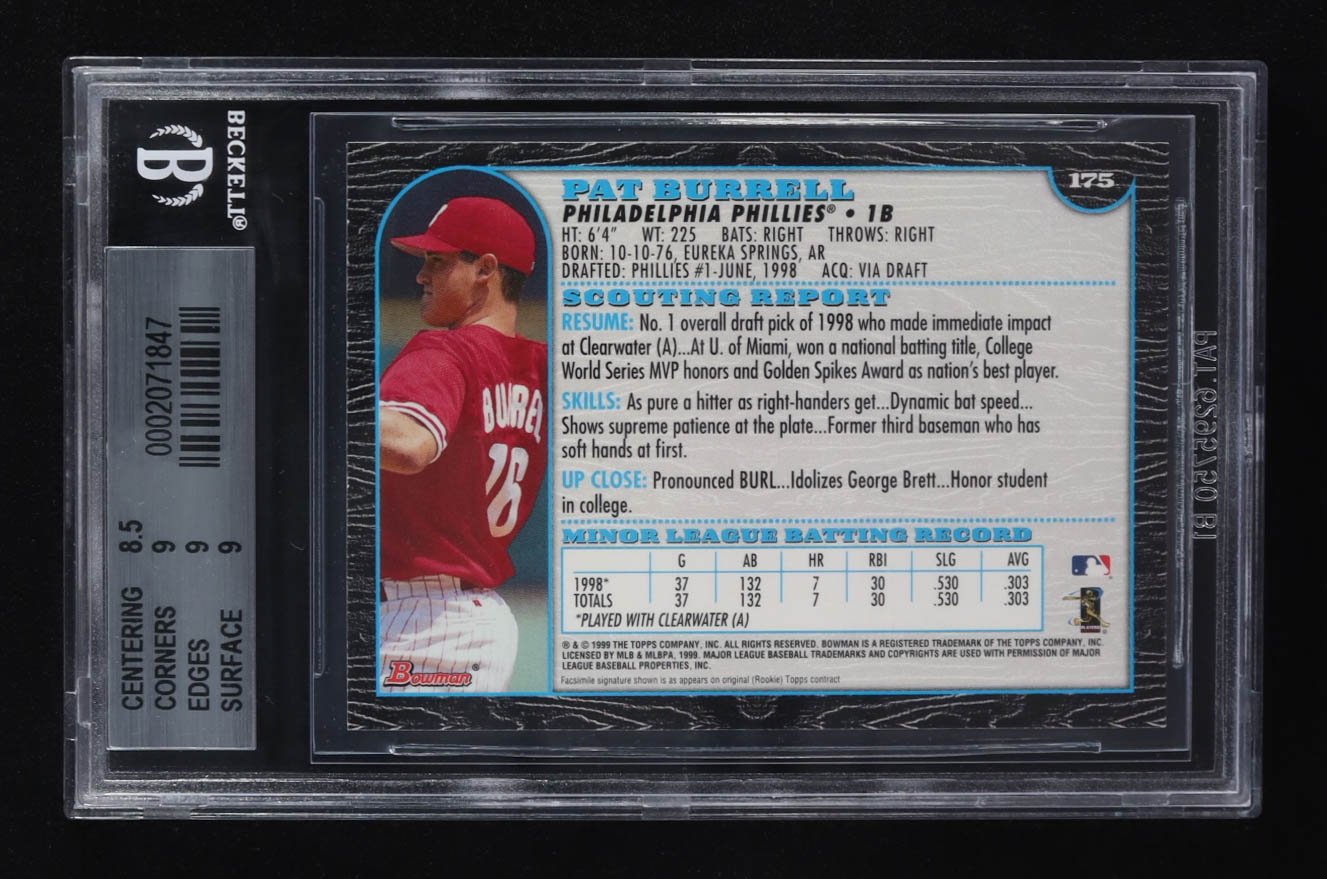 BECKELT®
B
0002071847
CENTERING 8.5
CORNERS 9
EDGES 9
SURFACE 9
175
PAT BURRELL
PHILADELPHIA PHILLIES® • 1B
HT: 6'4" WT: 225 BATS: RIGHT THROWS: RIGHT
BORN: 10-10-76, EUREKA SPRINGS, AR
DRAFTED: PHILLIES #1-JUNE, 1998 ACQ: VIA DRAFT
SCOUTING REPORT
RESUME: No. 1 overall draft pick of 1998 who made immediate impact
at Clearwater (A)...At U. of Miami, won a national batting title, College
World Series MVP honors and Golden Spikes Award as nation's best player.
SKILLS: As pure a hitter as right-handers get...Dynamic bat speed...
Shows supreme patience at the plate...Former third baseman who has
soft hands at first.
UP CLOSE: Pronounced BURL...Idolizes George Brett...Honor student
in college.
MINOR LEAGUE BATTING RECORD
G AB HR RBI SLG AVG
1998* 37 132 7 30 .530 .303
TOTALS 37 132 7 30 .530 .303
*PLAYED WITH CLEARWATER (A)
® & © 1999 THE TOPPS COMPANY, INC. ALL RIGHTS RESERVED. BOWMAN IS A REGISTERED TRADEMARK OF THE TOPPS COMPANY, INC.
LICENSED BY MLB & MLBPA, 1999. MAJOR LEAGUE BASEBALL TRADEMARKS AND COPYRIGHTS ARE USED WITH PERMISSION OF MAJOR
LEAGUE BASEBALL PROPERTIES, INC.
Facsimile signature shown is as appears on original (Rookie) Topps contract
BURREL
16
Bowman®
PLAYERS
PAT. 6295750 B1